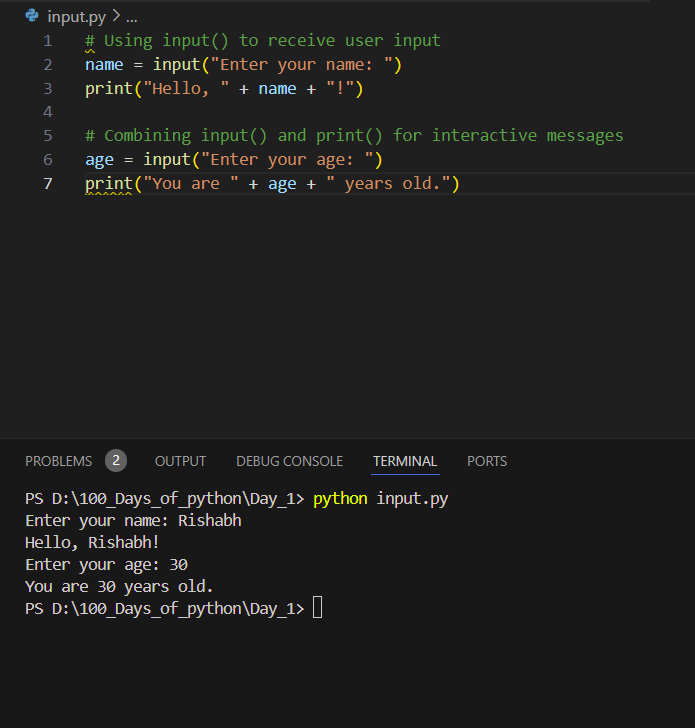 input.py > ...
1 # Using input() to receive user input
2 name = input("Enter your name: ")
3 print("Hello, " + name + "!")
4
5 # Combining input() and print() for interactive messages
6 age = input("Enter your age: ")
7 print("You are " + age + " years old.")
PROBLEMS 2 OUTPUT DEBUG CONSOLE TERMINAL PORTS
PS D:\100_Days_of_python\Day_1> python input.py
Enter your name: Rishabh
Hello, Rishabh!
Enter your age: 30
You are 30 years old.
PS D:\100_Days_of_python\Day_1>